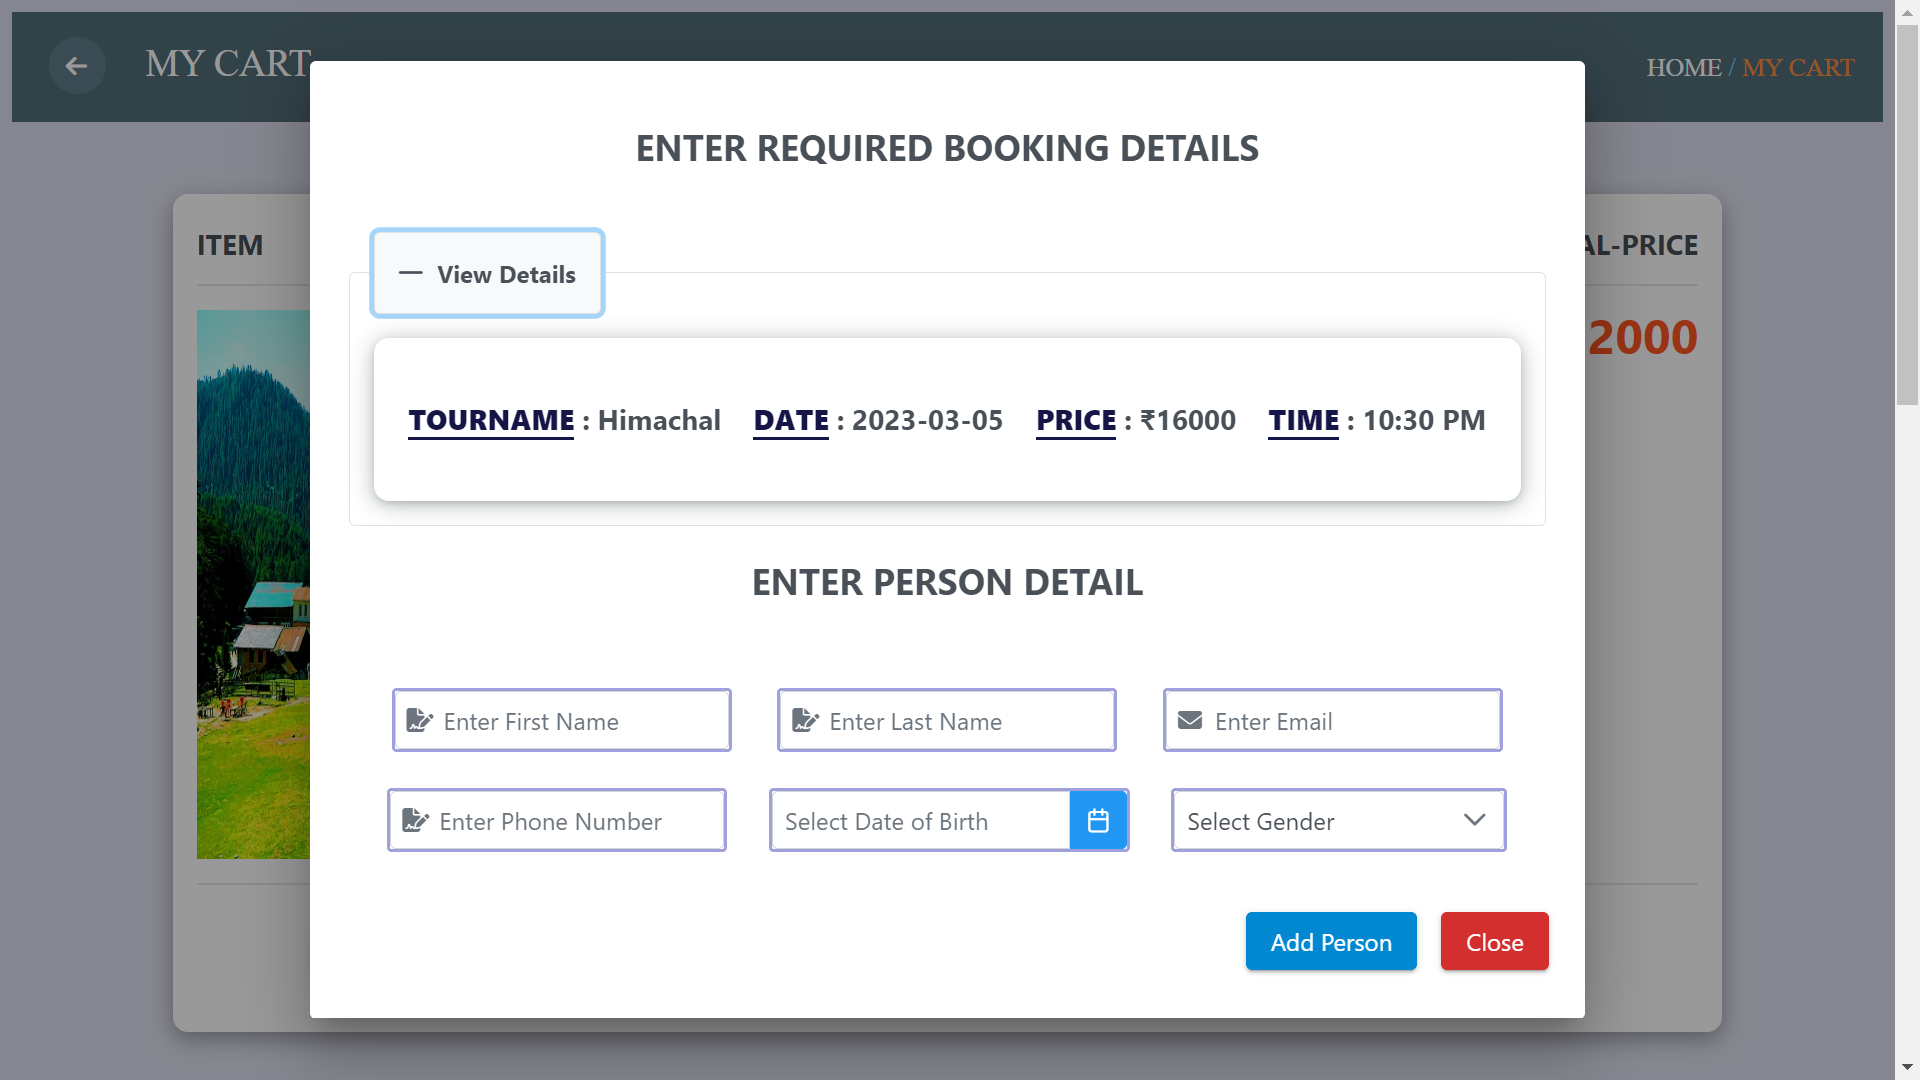 MY CART
HOME / MY CART
ENTER REQUIRED BOOKING DETAILS
ITEM
AL-PRICE
View Details
2000
TOURNAME : Himachal DATE : 2023-03-05 PRICE : ₹16000 TIME : 10:30 PM
ENTER PERSON DETAIL
Enter First Name
Enter Last Name
Enter Email
Enter Phone Number
Select Date of Birth
Select Gender
Add Person
Close